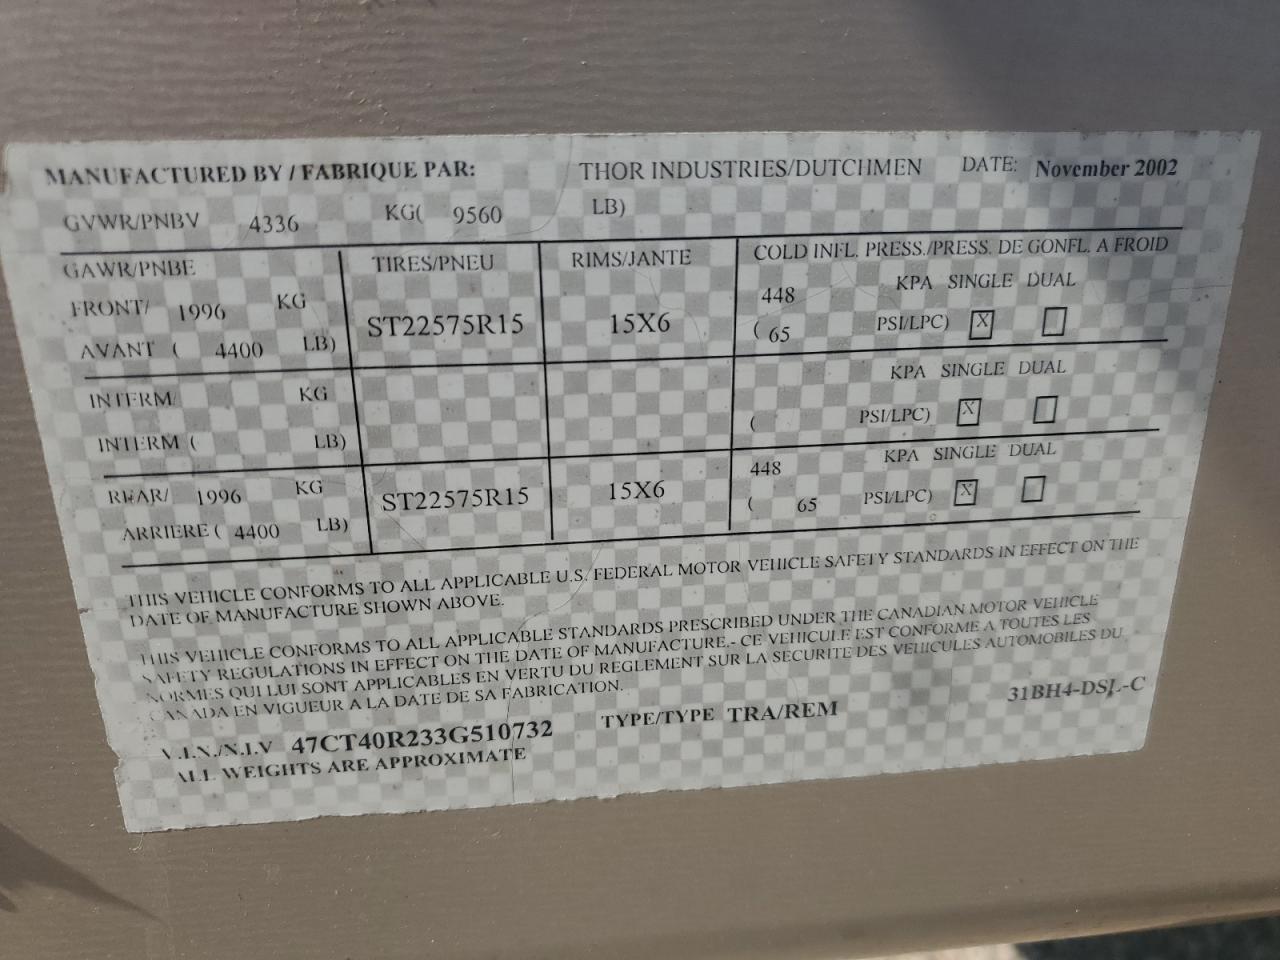 MANUFACTURED BY / FABRIQUE PAR: THOR INDUSTRIES/DUTCHMEN DATE: November 2002
GVWR/PNBV 4336 KG( 9560 LB)
GAWR/PNBE TIRES/PNEU RIMS/JANTE COLD INFL. PRESS./PRESS. DE GONFL. A FROID
FRONT/ 1996 KG ST22575R15 15X6 448 KPA SINGLE DUAL
AVANT ( 4400 LB) ( 65 PSI/LPC) X
INTERM/ KG KPA SINGLE DUAL
INTERM ( LB) ( PSI/LPC) X
REAR/ 1996 KG ST22575R15 15X6 448 KPA SINGLE DUAL
ARRIERE ( 4400 LB) ( 65 PSI/LPC) X
THIS VEHICLE CONFORMS TO ALL APPLICABLE U.S. FEDERAL MOTOR VEHICLE SAFETY STANDARDS IN EFFECT ON THE
DATE OF MANUFACTURE SHOWN ABOVE.
THIS VEHICLE CONFORMS TO ALL APPLICABLE STANDARDS PRESCRIBED UNDER THE CANADIAN MOTOR VEHICLE
SAFETY REGULATIONS IN EFFECT ON THE DATE OF MANUFACTURE.- CE VEHICULE EST CONFORME A TOUTES LES
NORMES QUI LUI SONT APPLICABLES EN VERTU DU REGLEMENT SUR LA SECURITE DES VEHICULES AUTOMOBILES DU
CANADA EN VIGUEUR A LA DATE DE SA FABRICATION.
V.I.N./N.I.V 47CT40R233G510732 TYPE/TYPE TRA/REM 31BH4-DSL-C
ALL WEIGHTS ARE APPROXIMATE